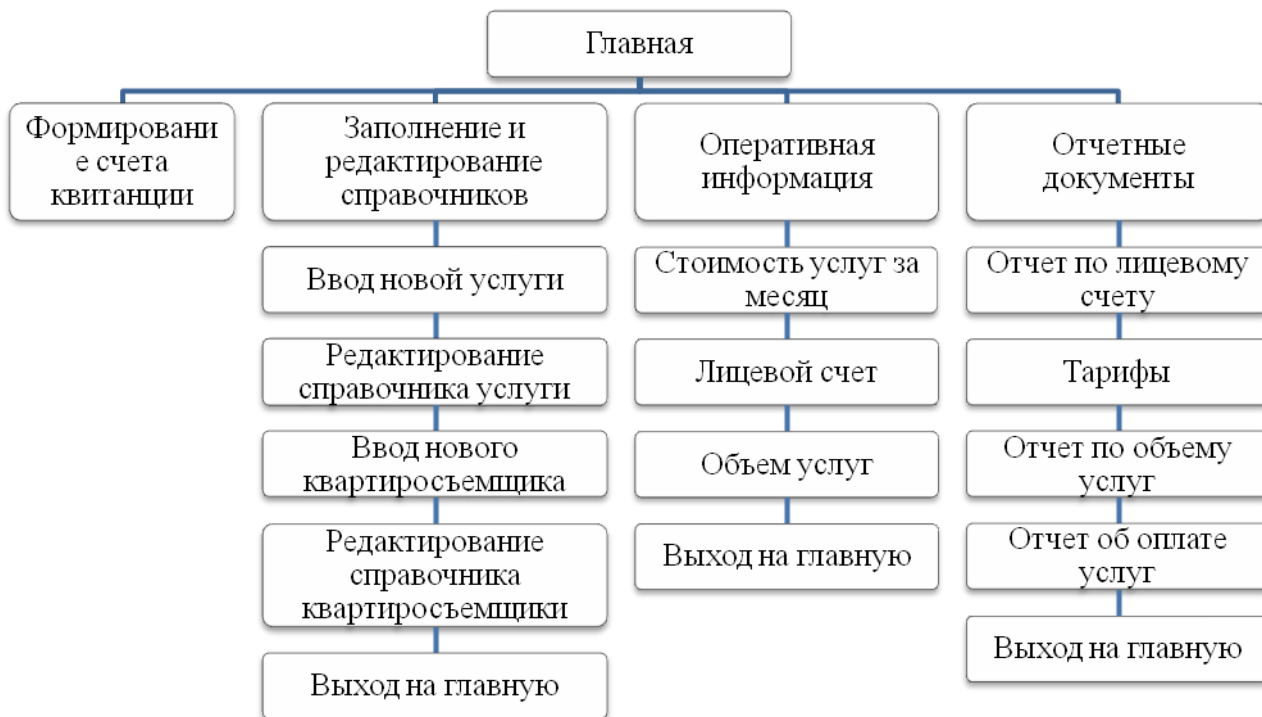 Главная
Формировани
е счета
квитанции
Заполнение и
редактирование
справочников
Ввод новой услуги
Редактирование
справочника услуги
Ввод нового
квартиросъемщика
Редактирование
справочника
квартиросъемщики
Выход на главную
Оперативная
информация
Стоимость услуг за
месяц
Лицевой счет
Объем услуг
Выход на главную
Отчетные
документы
Отчет по лицевому
счету
Тарифы
Отчет по объему
услуг
Отчет об оплате
услуг
Выход на главную